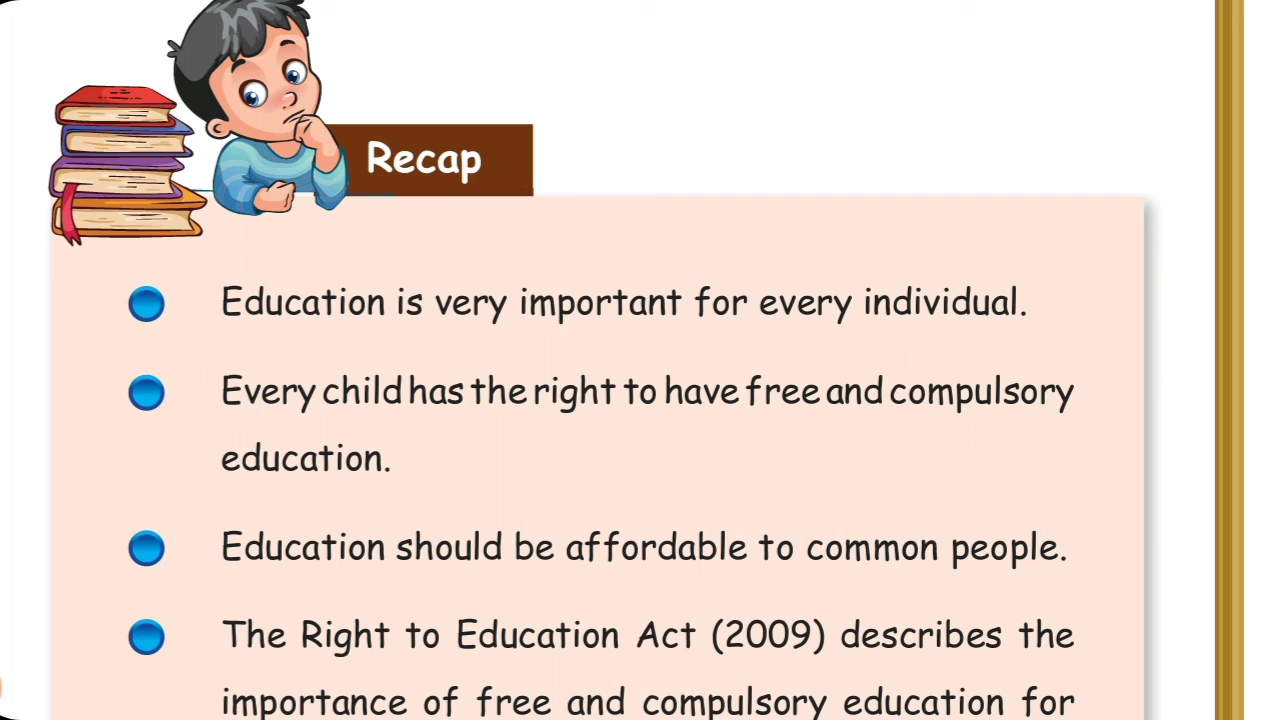 Recap
Education is very important for every individual.
Every child has the right to have free and compulsory
education.
Education should be affordable to common people.
The Right to Education Act (2009) describes the
importance of free and compulsory education for